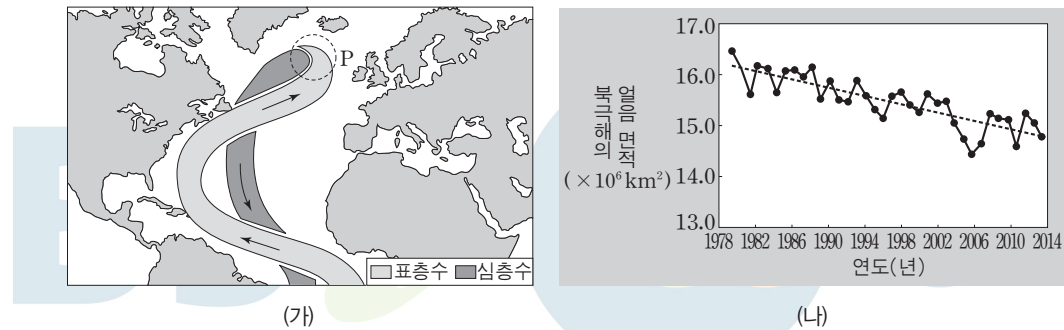 P
표층수 심층수
(가)
북극해의 얼음 면적
(×10⁶ km²)
17.0
16.0
15.0
14.0
13.0
1978 1982 1986 1990 1994 1998 2002 2006 2010 2014
연도(년)
(나)